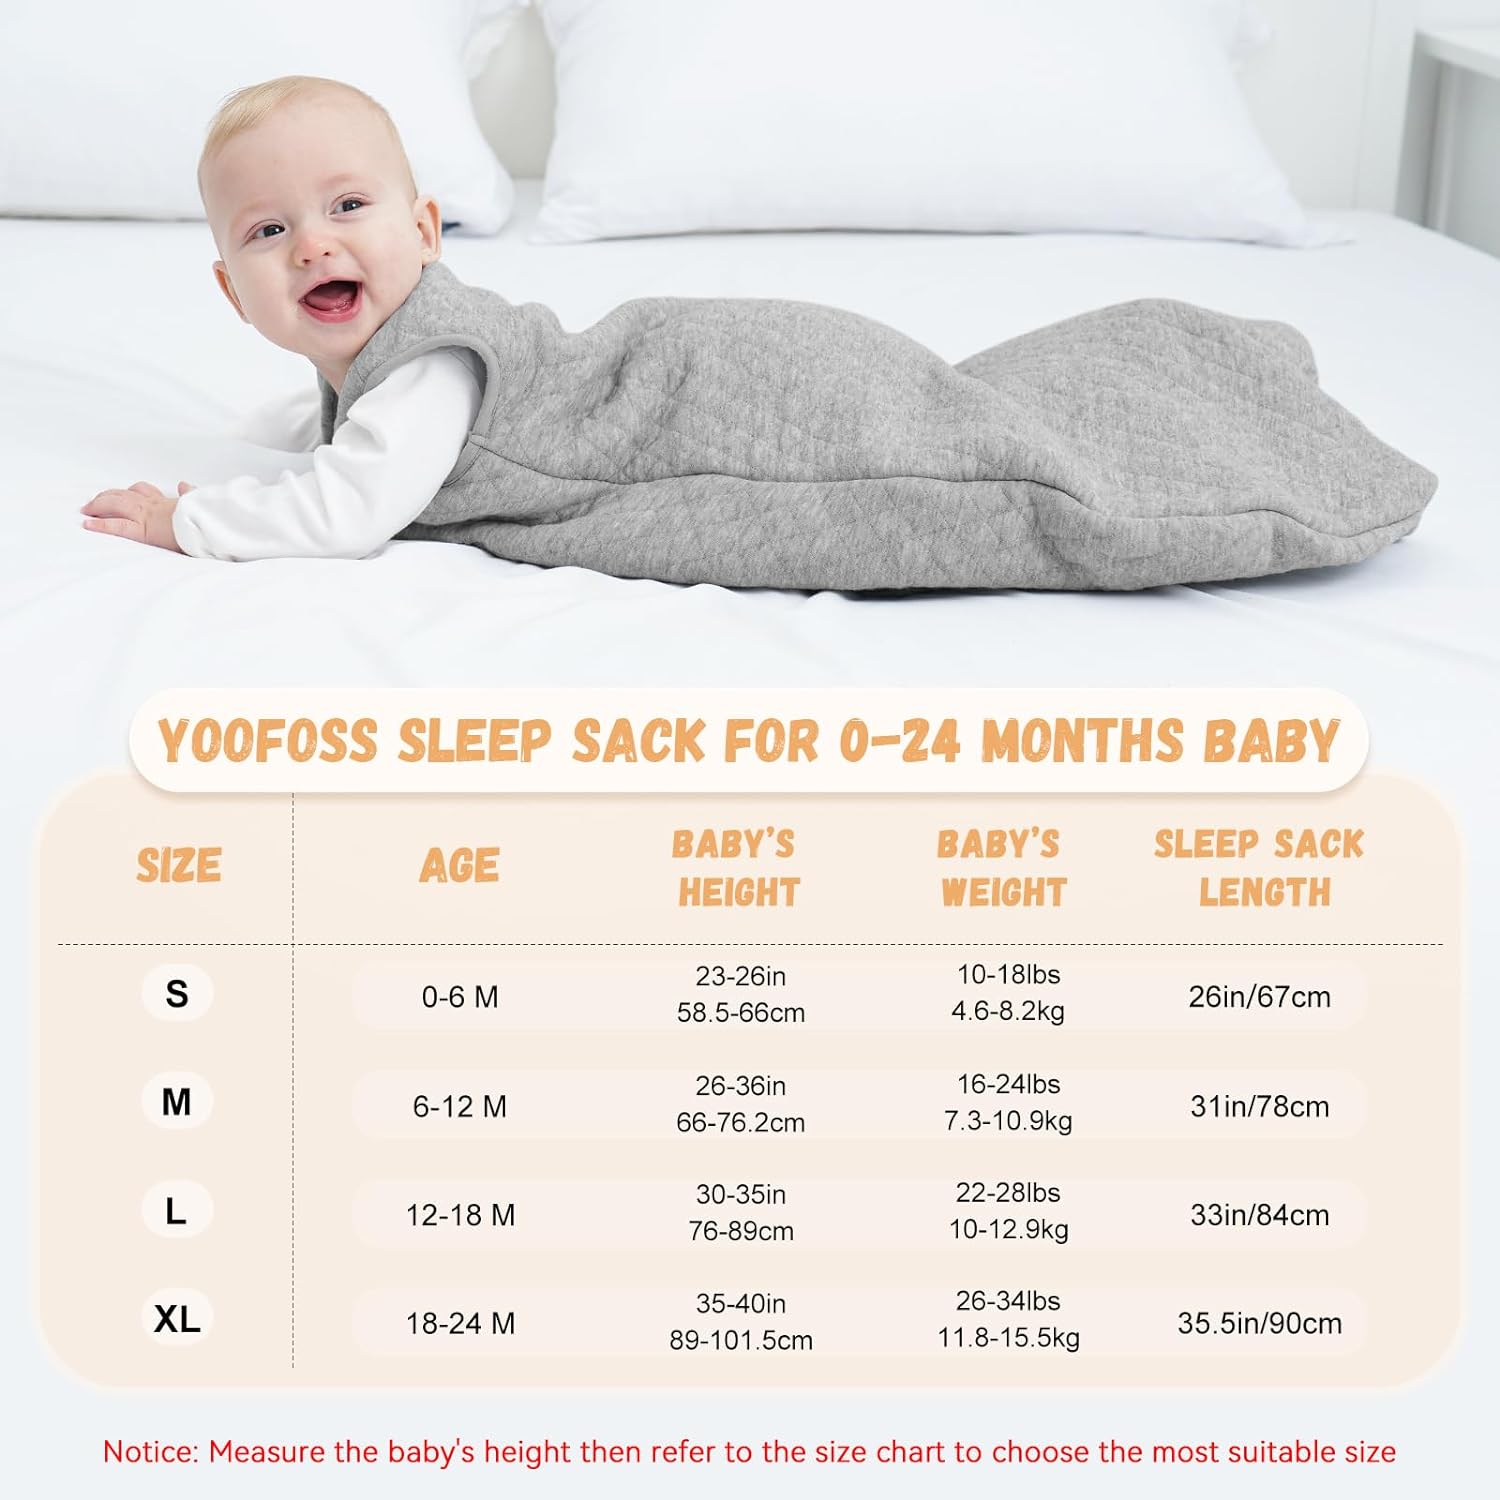 YOOFOSS SLEEP SACK FOR 0-24 MONTHS BABY
SIZE AGE BABY'S HEIGHT BABY'S WEIGHT SLEEP SACK LENGTH
S 0-6 M 23-26in 58.5-66cm 10-18lbs 4.6-8.2kg 26in/67cm
M 6-12 M 26-36in 66-76.2cm 16-24lbs 7.3-10.9kg 31in/78cm
L 12-18 M 30-35in 76-89cm 22-28lbs 10-12.9kg 33in/84cm
XL 18-24 M 35-40in 89-101.5cm 26-34lbs 11.8-15.5kg 35.5in/90cm
Notice: Measure the baby's height then refer to the size chart to choose the most suitable size